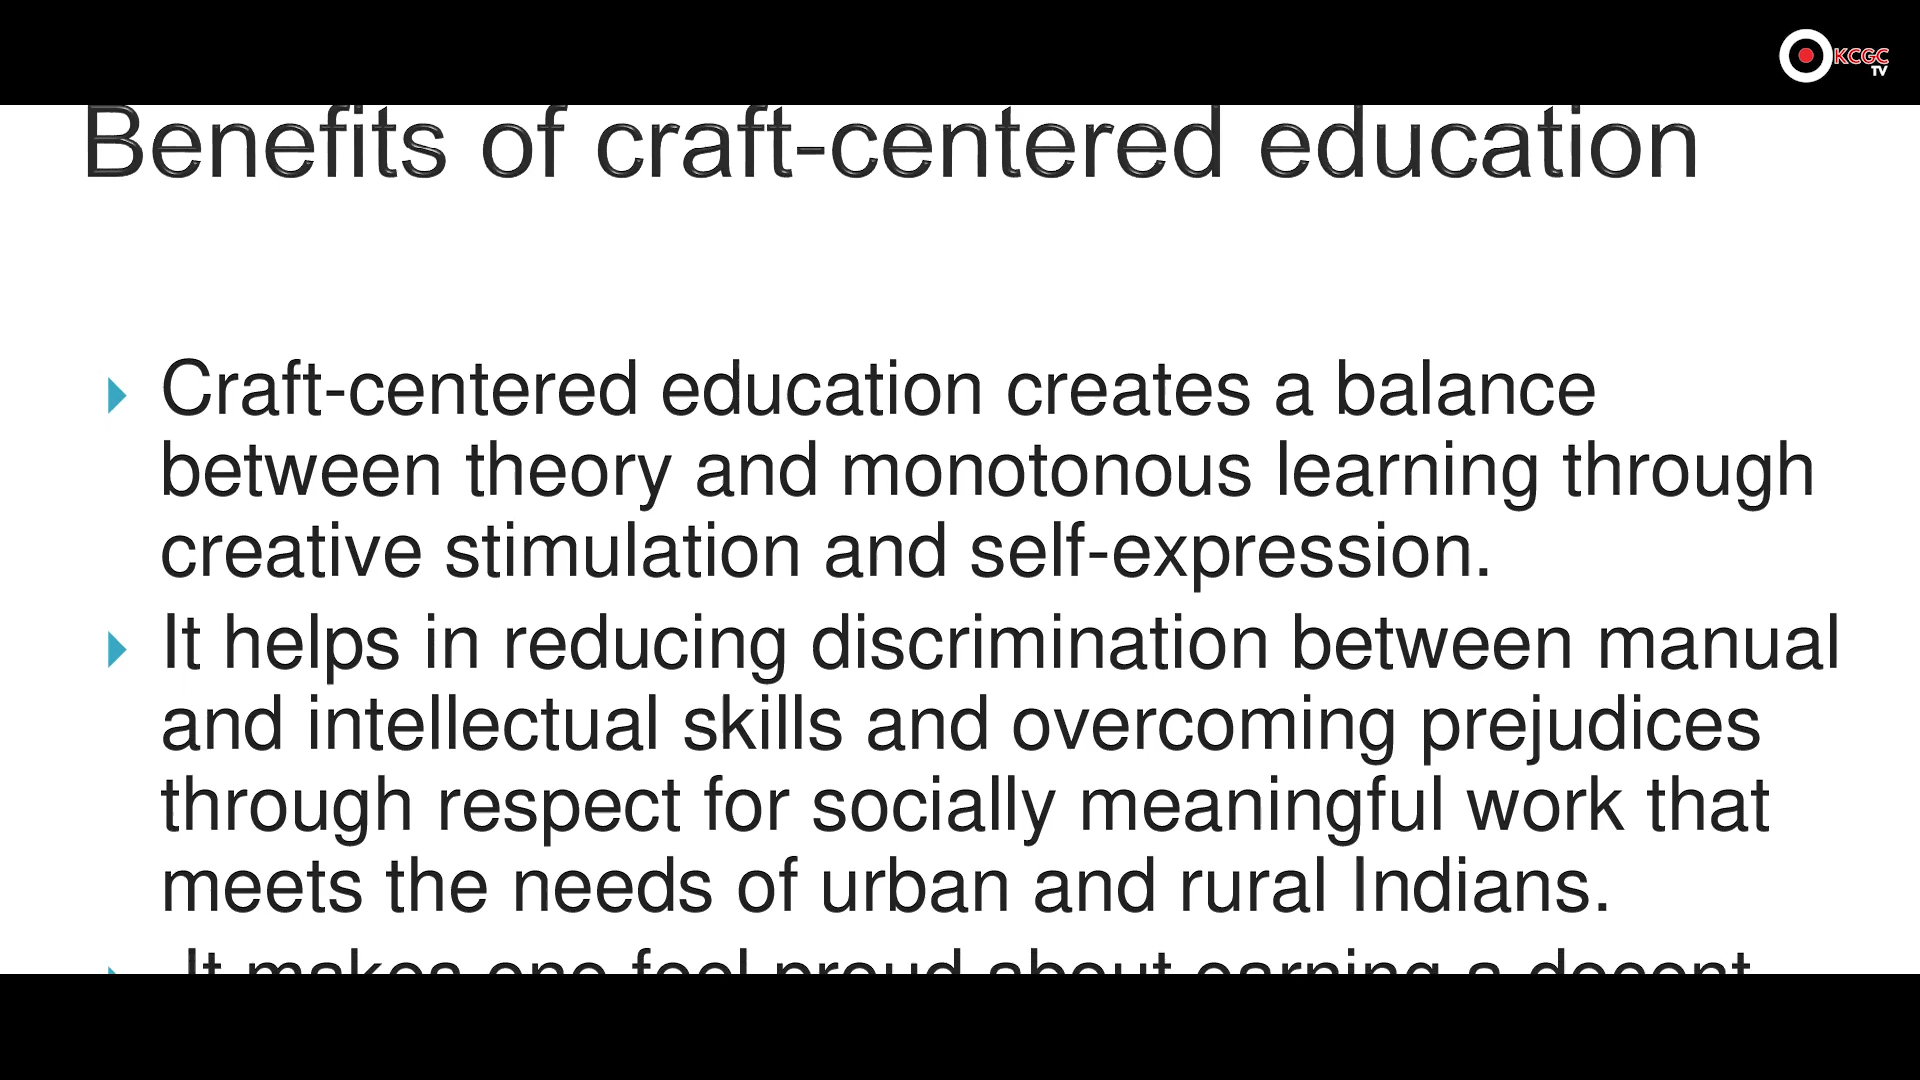 KCGC
TV
Benefits of craft-centered education
Craft-centered education creates a balance
between theory and monotonous learning through
creative stimulation and self-expression.
It helps in reducing discrimination between manual
and intellectual skills and overcoming prejudices
through respect for socially meaningful work that
meets the needs of urban and rural Indians.
It makes one feel proud about earning a decent